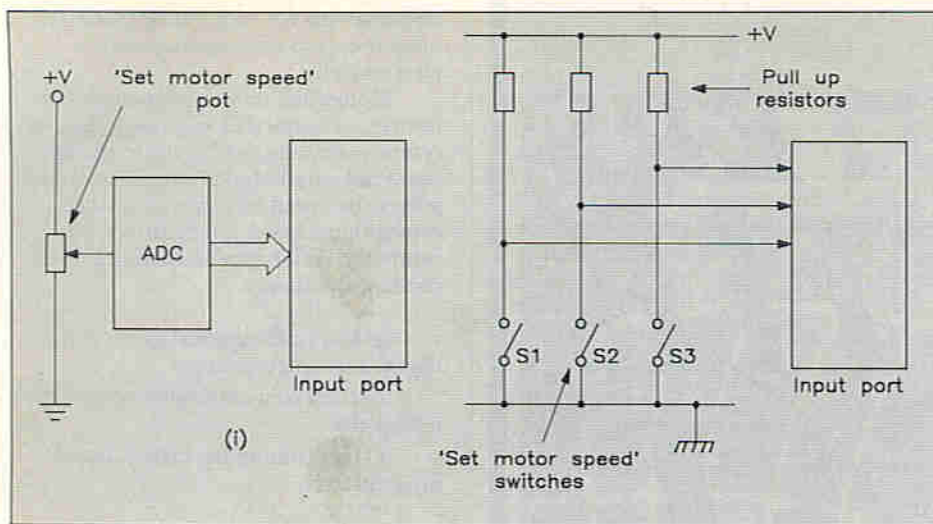 +V
'Set motor speed'
pot
ADC
Input port
(i)
+V
Pull up
resistors
S1
S2
S3
Input port
'Set motor speed'
switches